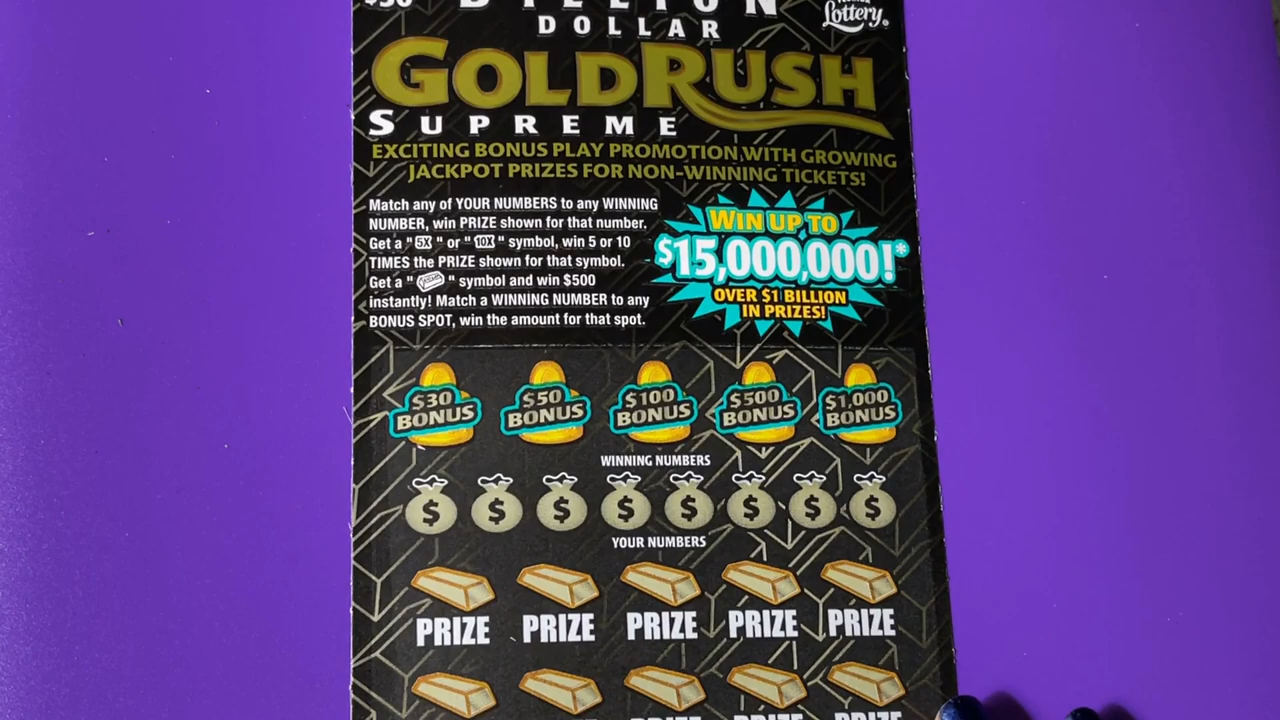 $30 BILLION
DOLLAR
GOLDRUSH
SUPREME
Lottery
EXCITING BONUS PLAY PROMOTION WITH GROWING
JACKPOT PRIZES FOR NON-WINNING TICKETS!
Match any of YOUR NUMBERS to any WINNING
NUMBER, win PRIZE shown for that number.
Get a "5X" or "10X" symbol, win 5 or 10
TIMES the PRIZE shown for that symbol.
Get a " " symbol and win $500
instantly! Match a WINNING NUMBER to any
BONUS SPOT, win the amount for that spot.
WIN UP TO
$15,000,000!*
OVER $1 BILLION
IN PRIZES!
$30 BONUS
$50 BONUS
$100 BONUS
$500 BONUS
$1,000 BONUS
WINNING NUMBERS
$ $ $ $ $ $ $ $
YOUR NUMBERS
PRIZE PRIZE PRIZE PRIZE PRIZE
PRIZE PRIZE PRIZE